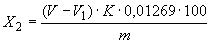 X₂ = (V – V₁) · K · 0,01269 · 100 / m